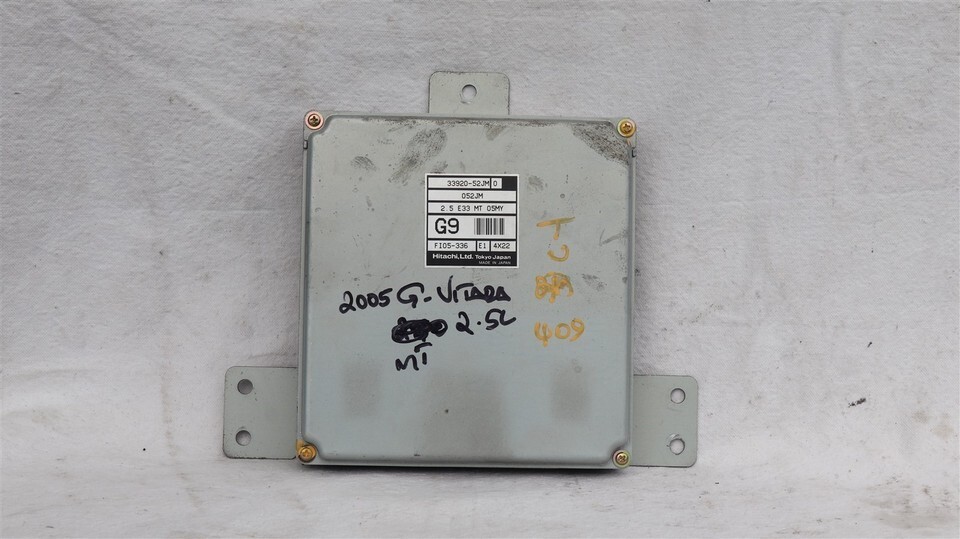 33920-52JM 0
052JM
2.5 E33 MT 05MY
G9
FI05-336 E1 4X22
Hitachi,Ltd. Tokyo Japan
MADE IN JAPAN
2005 G-VITARA
2.5L
MT
409